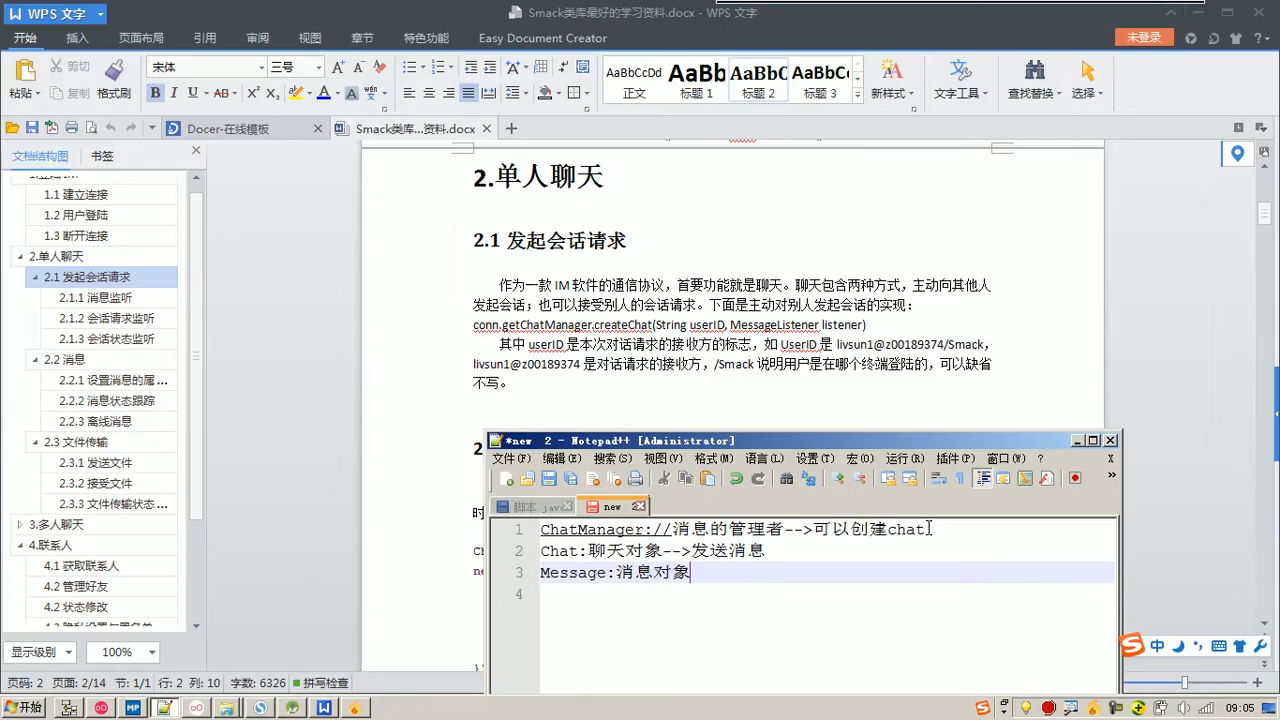 WPS 文字
Smack类库最好的学习资料.docx - WPS 文字
开始 插入 页面布局 引用 审阅 视图 章节 特色功能 Easy Document Creator 未登录
粘贴 剪切 复制 格式刷
宋体 三号
AaBbCcDd AaBb AaBbC AaBbC
正文 标题 1 标题 2 标题 3 新样式 文字工具 查找替换 选择
Docer-在线模板 Smack类库...资料.docx
文档结构图 书签
1.1 建立连接
1.2 用户登陆
1.3 断开连接
2.单人聊天
2.1 发起会话请求
2.1.1 消息监听
2.1.2 会话请求监听
2.1.3 会话状态监听
2.2 消息
2.2.1 设置消息的属 ...
2.2.2 消息状态跟踪
2.2.3 离线消息
2.3 文件传输
2.3.1 发送文件
2.3.2 接受文件
2.3.3 文件传输状态 ...
3.多人聊天
4.联系人
4.1 获取联系人
4.2 管理好友
4.2 状态修改
显示级别 100%
2.单人聊天
2.1 发起会话请求
作为一款 IM 软件的通信协议，首要功能就是聊天。聊天包含两种方式，主动向其他人
发起会话；也可以接受别人的会话请求。下面是主动对别人发起会话的实现：
conn.getChatManager.createChat(String userID, MessageListener listener)
其中 userID 是本次对话请求的接收方的标志，如 UserID 是 livsun1@z00189374/Smack，
livsun1@z00189374 是对话请求的接收方，/Smack 说明用户是在哪个终端登陆的，可以缺省
不写。
*new 2 - Notepad++ [Administrator]
文件(F) 编辑(E) 搜索(S) 视图(V) 格式(M) 语言(L) 设置(T) 宏(O) 运行(R) 插件(P) 窗口(W) ? X
脚本.java new 2
1 ChatManager://消息的管理者-->可以创建chat
2 Chat:聊天对象-->发送消息
3 Message:消息对象
4
页码: 2 页面: 2/14 节: 1/1 行: 2 列: 10 字数: 6326 拼写检查
开始 09:05